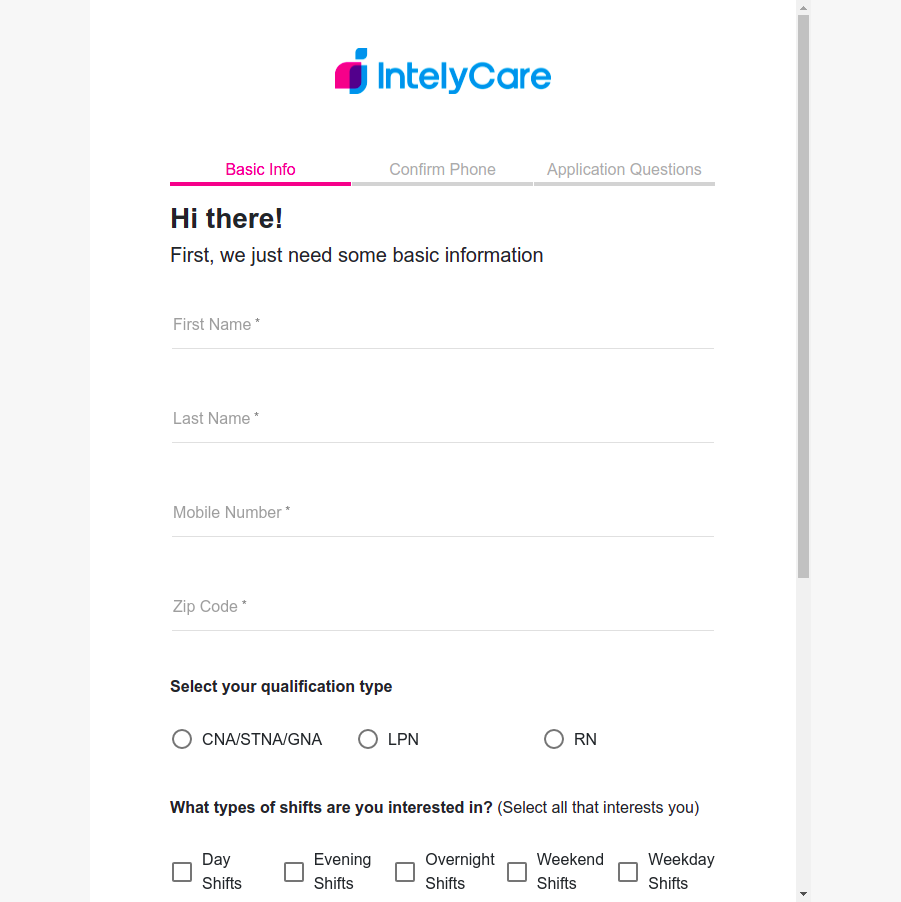 IntelyCare
Basic Info
Confirm Phone
Application Questions
Hi there!
First, we just need some basic information
First Name *
Last Name *
Mobile Number *
Zip Code *
Select your qualification type
CNA/STNA/GNA
LPN
RN
What types of shifts are you interested in? (Select all that interests you)
Day
Shifts
Evening
Shifts
Overnight
Shifts
Weekend
Shifts
Weekday
Shifts